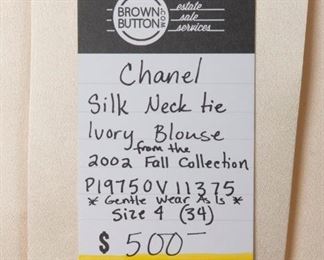 BROWN
BUTTON
.COM
estate
sale
services
Chanel
Silk Neck tie
Ivory Blouse
from the
2002 Fall Collection
P19750V11375
* Gentle Wear As Is *
Size 4 (34)
$ 500—